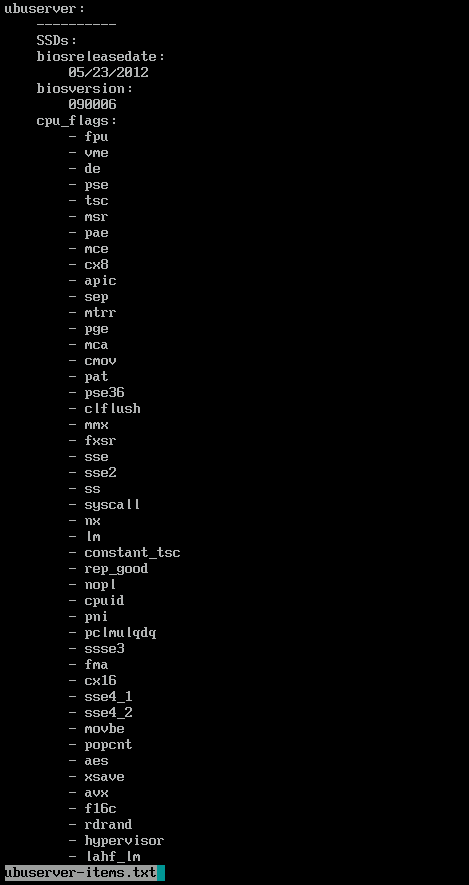 ubuserver:
    ----------
    SSDs:
    biosreleasedate:
        05/23/2012
    biosversion:
        090006
    cpu_flags:
        - fpu
        - vme
        - de
        - pse
        - tsc
        - msr
        - pae
        - mce
        - cx8
        - apic
        - sep
        - mtrr
        - pge
        - mca
        - cmov
        - pat
        - pse36
        - clflush
        - mmx
        - fxsr
        - sse
        - sse2
        - ss
        - syscall
        - nx
        - lm
        - constant_tsc
        - rep_good
        - nopl
        - cpuid
        - pni
        - pclmulqdq
        - ssse3
        - fma
        - cx16
        - sse4_1
        - sse4_2
        - movbe
        - popcnt
        - aes
        - xsave
        - avx
        - f16c
        - rdrand
        - hypervisor
        - lahf_lm
ubuserver-items.txt